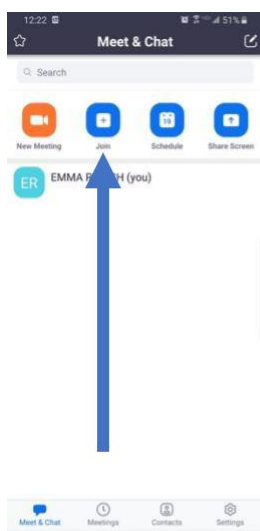 12:22 51%
Meet & Chat
Search
19
New Meeting Join Schedule Share Screen
ER EMMA (you)
Meet & Chat Meetings Contacts Settings